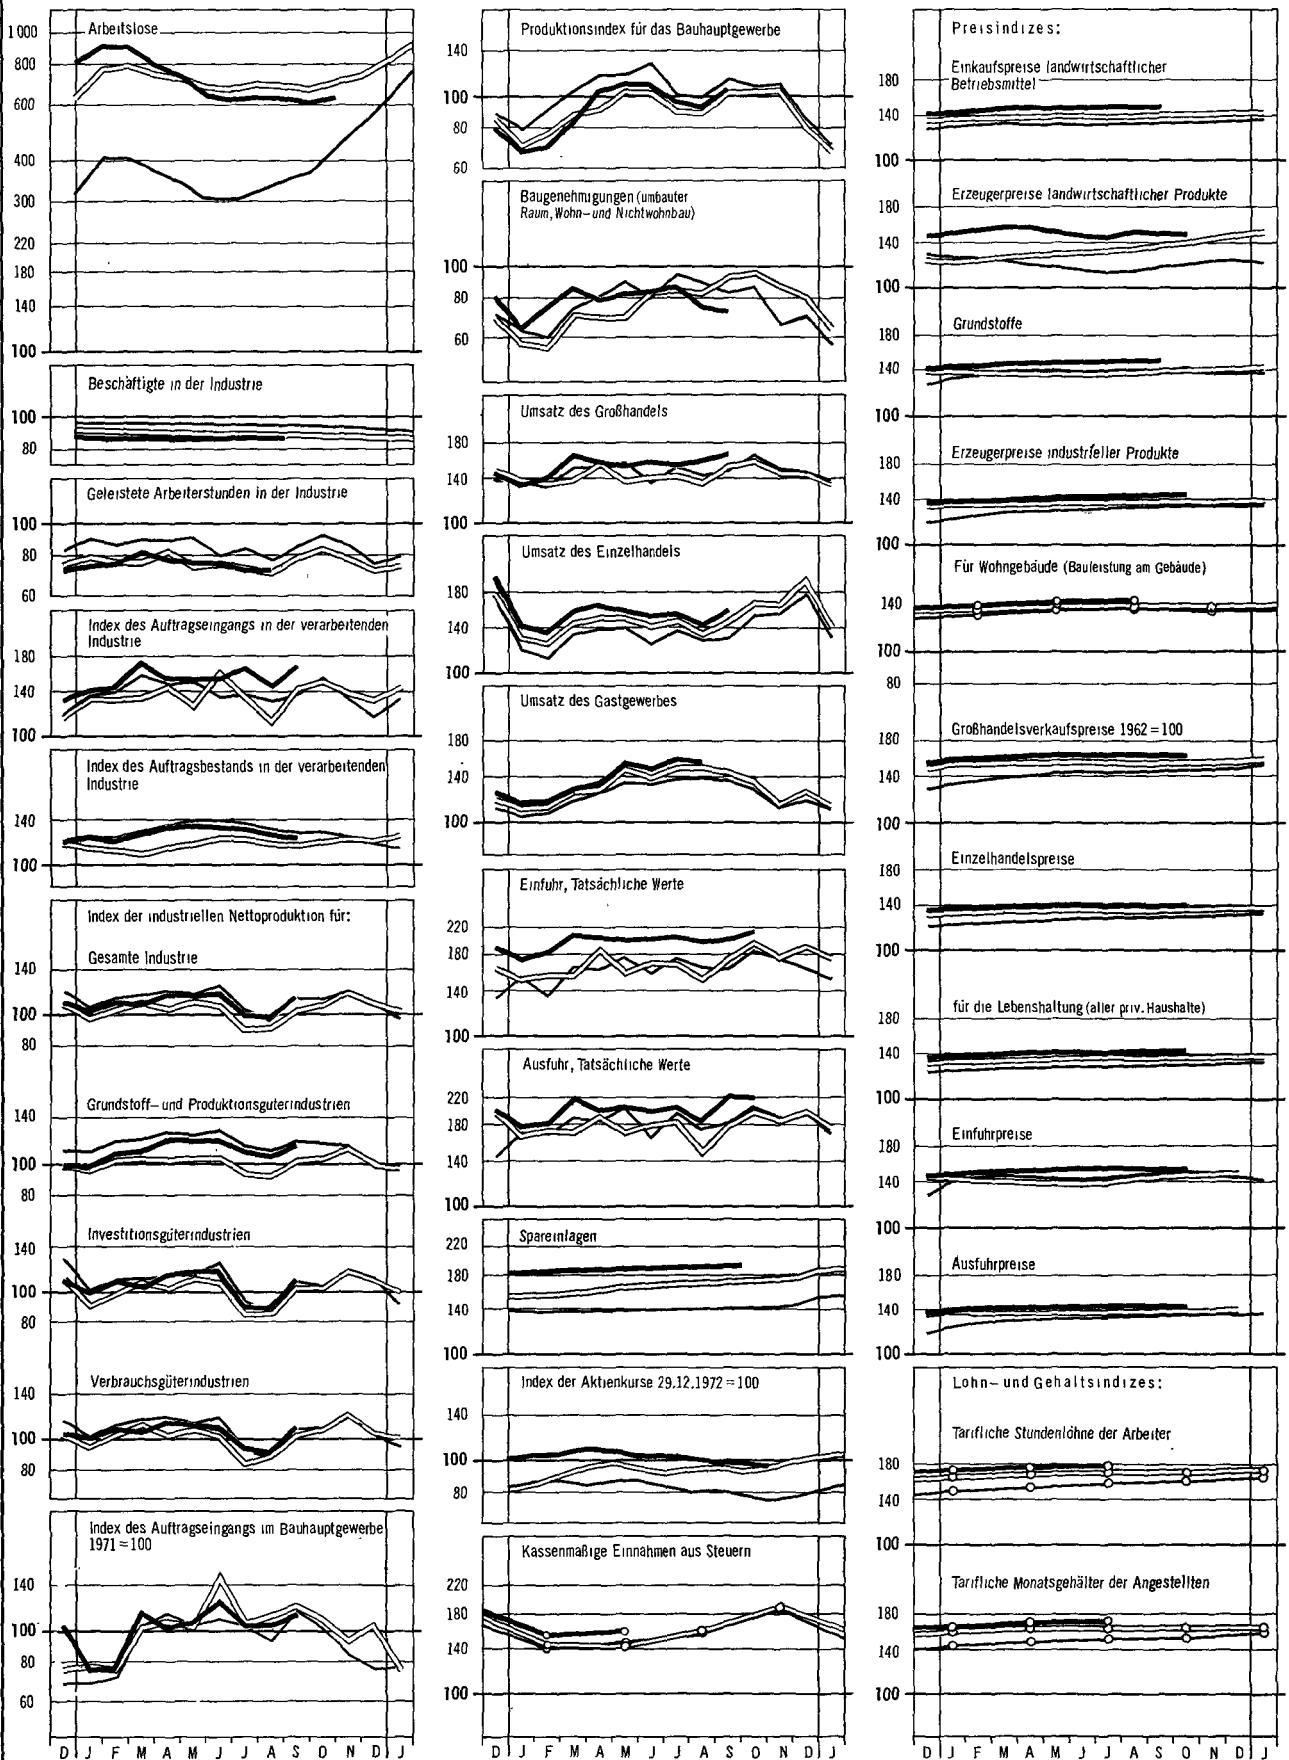 Arbeitslose
1 000
800
600
400
300
220
180
140
100
Beschäftigte in der Industrie
100
80
Geleistete Arbeiterstunden in der Industrie
100
80
60
Index des Auftragseingangs in der verarbeitenden
Industrie
180
140
100
Index des Auftragsbestands in der verarbeitenden
Industrie
140
100
Index der industriellen Nettoproduktion für:
Gesamte Industrie
140
100
80
Grundstoff- und Produktionsgüterindustrien
140
100
80
Investitionsgüterindustrien
140
100
80
Verbrauchsgüterindustrien
140
100
80
Index des Auftragseingangs im Bauhauptgewerbe
1971=100
140
100
80
60
D J F M A M J J A S O N D J
Produktionsindex für das Bauhauptgewerbe
140
100
80
60
Baugenehmigungen (umbauter
Raum, Wohn- und Nichtwohnbau)
100
80
60
Umsatz des Großhandels
180
140
100
Umsatz des Einzelhandels
180
140
100
Umsatz des Gastgewerbes
180
140
100
Einfuhr, Tatsächliche Werte
220
180
140
100
Ausfuhr, Tatsächliche Werte
220
180
140
100
Spareinlagen
220
180
140
100
Index der Aktienkurse 29.12.1972=100
140
100
80
Kassenmäßige Einnahmen aus Steuern
220
180
140
100
D J F M A M J J A S O N D J
Preisindizes:
Einkaufspreise landwirtschaftlicher
Betriebsmittel
180
140
100
Erzeugerpreise landwirtschaftlicher Produkte
180
140
100
Grundstoffe
180
140
100
Erzeugerpreise industrieller Produkte
180
140
100
Für Wohngebäude (Bauleistung am Gebäude)
140
100
80
Großhandelsverkaufspreise 1962=100
180
140
100
Einzelhandelspreise
180
140
100
für die Lebenshaltung (aller priv. Haushalte)
180
140
100
Einfuhrpreise
180
140
100
Ausfuhrpreise
180
140
100
Lohn- und Gehaltsindizes:
Tarifliche Stundenlöhne der Arbeiter
180
140
100
Tarifliche Monatsgehälter der Angestellten
180
140
100
D J F M A M J J A S O N D J